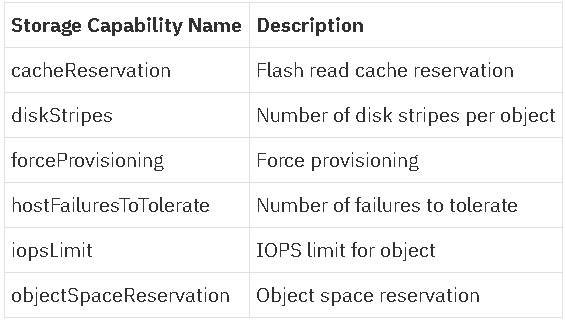 Storage Capability Name Description
cacheReservation Flash read cache reservation
diskStripes Number of disk stripes per object
forceProvisioning Force provisioning
hostFailuresToTolerate Number of failures to tolerate
iopsLimit IOPS limit for object
objectSpaceReservation Object space reservation